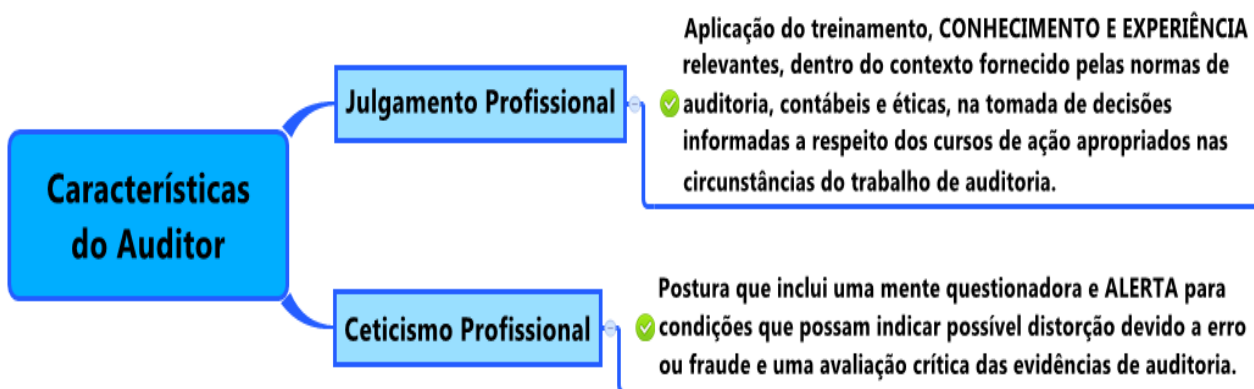 Características
do Auditor
Julgamento Profissional
Aplicação do treinamento, CONHECIMENTO E EXPERIÊNCIA
relevantes, dentro do contexto fornecido pelas normas de
auditoria, contábeis e éticas, na tomada de decisões
informadas a respeito dos cursos de ação apropriados nas
circunstâncias do trabalho de auditoria.
Ceticismo Profissional
Postura que inclui uma mente questionadora e ALERTA para
condições que possam indicar possível distorção devido a erro
ou fraude e uma avaliação crítica das evidências de auditoria.